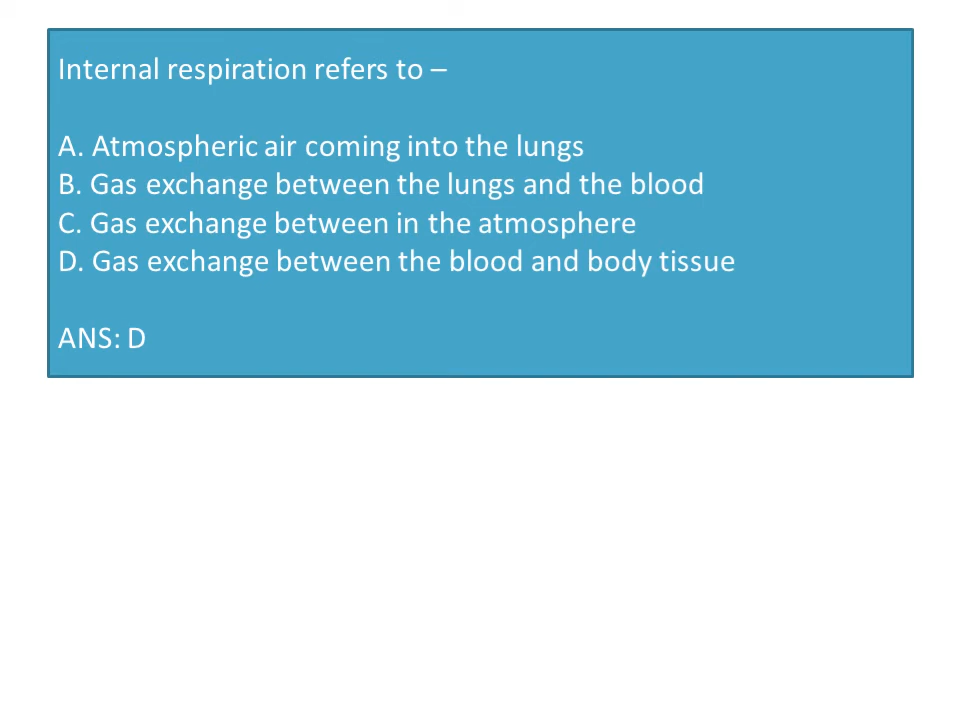 Internal respiration refers to –
A. Atmospheric air coming into the lungs
B. Gas exchange between the lungs and the blood
C. Gas exchange between in the atmosphere
D. Gas exchange between the blood and body tissue
ANS: D